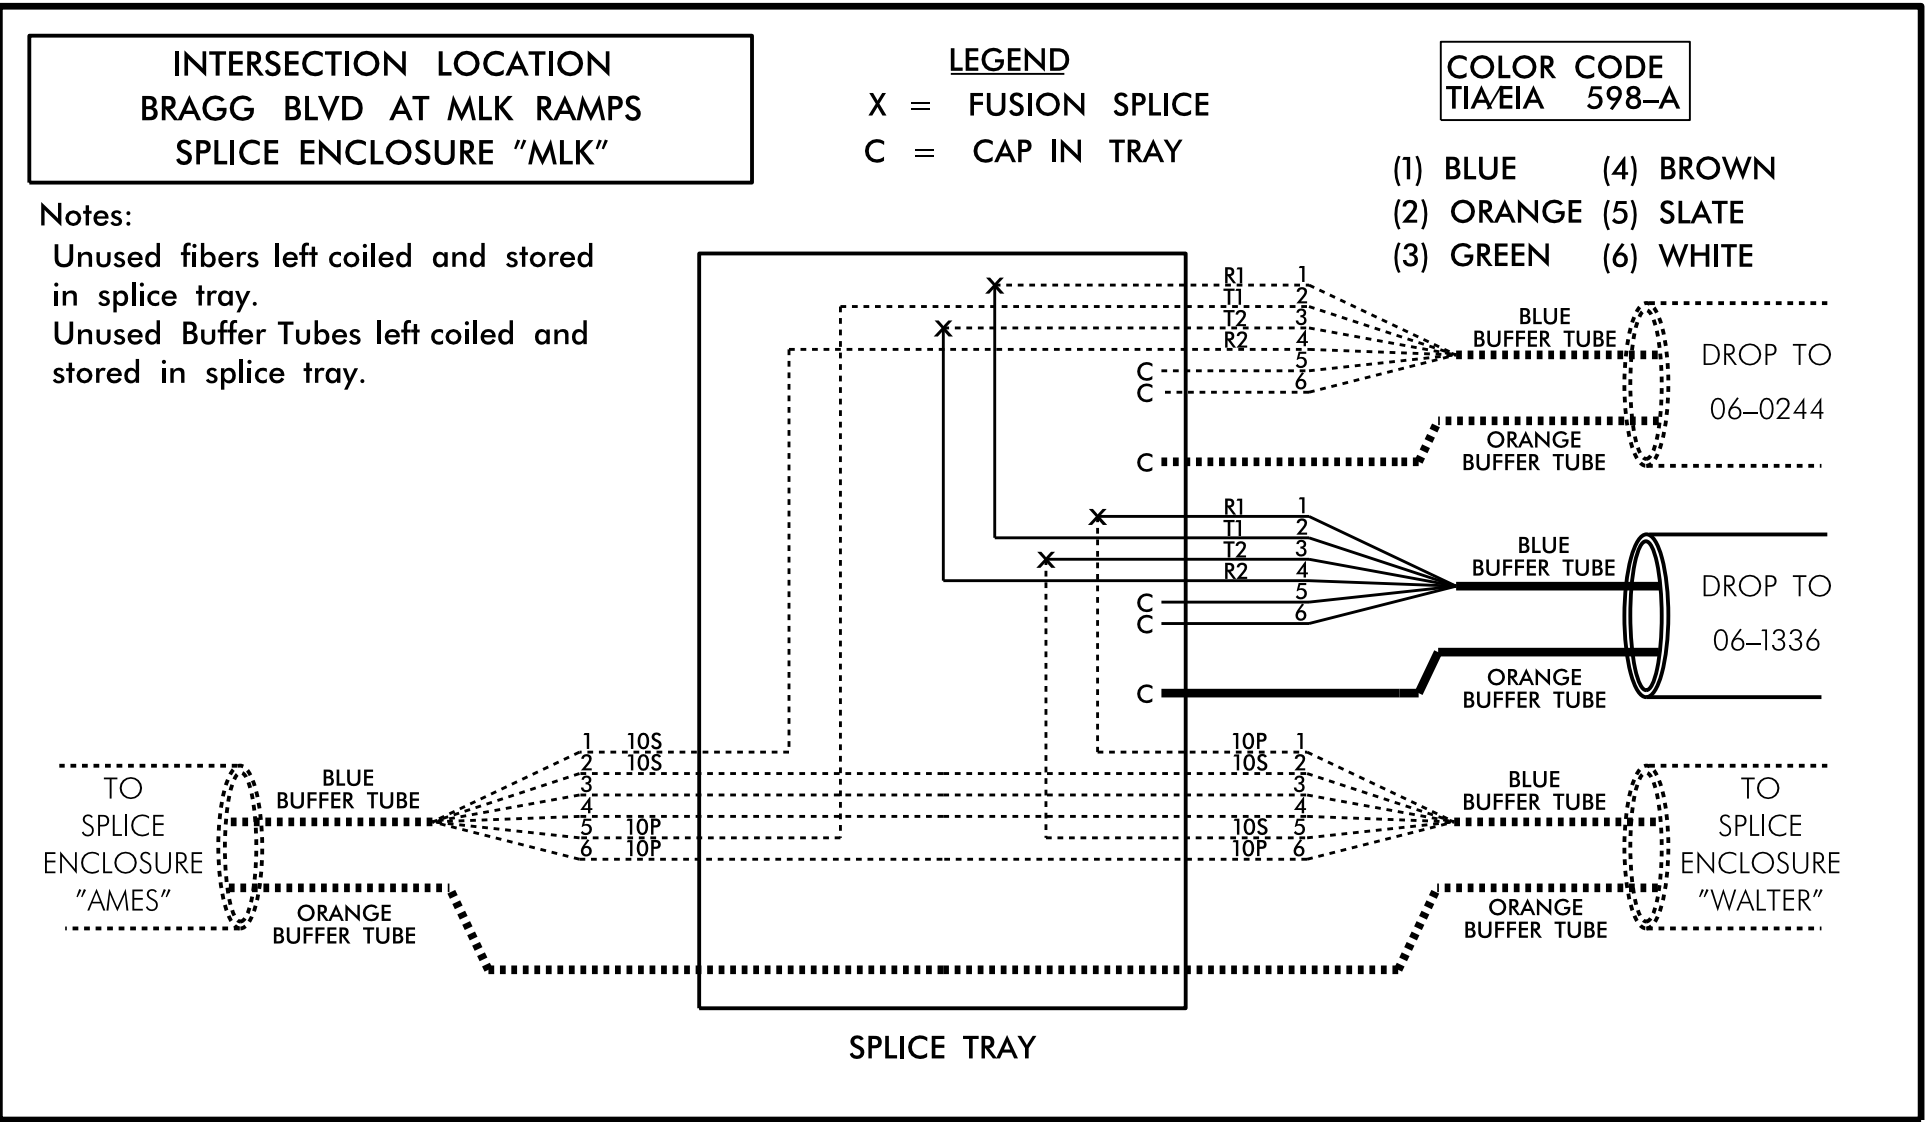 INTERSECTION LOCATION
BRAGG BLVD AT MLK RAMPS
SPLICE ENCLOSURE "MLK"
LEGEND
X = FUSION SPLICE
C = CAP IN TRAY
COLOR CODE
TIA/EIA 598-A
(1) BLUE (4) BROWN
(2) ORANGE (5) SLATE
(3) GREEN (6) WHITE
Notes:
Unused fibers left coiled and stored
in splice tray.
Unused Buffer Tubes left coiled and
stored in splice tray.
X R1 1
T1 2
X T2 3
R2 4
C 5
C 6
BLUE
BUFFER TUBE
DROP TO
06-0244
C
ORANGE
BUFFER TUBE
X R1 1
T1 2
X T2 3
R2 4
C 5
C 6
BLUE
BUFFER TUBE
DROP TO
06-1336
C
ORANGE
BUFFER TUBE
TO
SPLICE
ENCLOSURE
"AMES"
BLUE
BUFFER TUBE
ORANGE
BUFFER TUBE
1 10S
2 10S
3
4
5 10P
6 10P
10P 1
10S 2
3
4
10S 5
10P 6
BLUE
BUFFER TUBE
ORANGE
BUFFER TUBE
TO
SPLICE
ENCLOSURE
"WALTER"
SPLICE TRAY